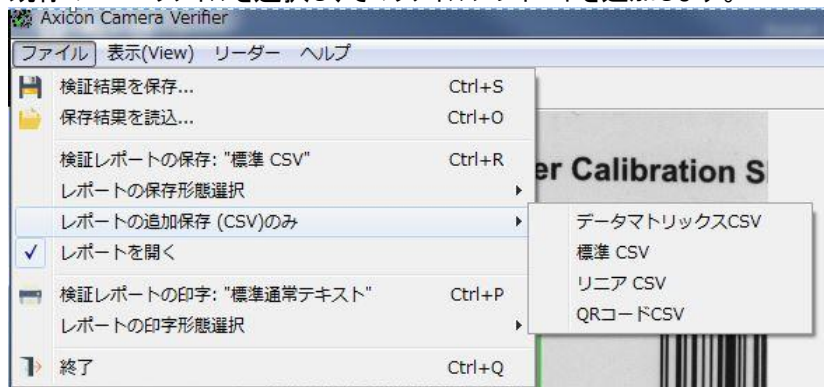 Axicon Camera Verifier
ファイル 表示(View) リーダー ヘルプ
検証結果を保存... Ctrl+S
保存結果を読込... Ctrl+O
検証レポートの保存: "標準 CSV" Ctrl+R
レポートの保存形態選択
レポートの追加保存 (CSV)のみ
レポートを開く
検証レポートの印字: "標準通常テキスト" Ctrl+P
レポートの印字形態選択
終了 Ctrl+Q
er Calibration S
データマトリックスCSV
標準 CSV
リニア CSV
QRコードCSV